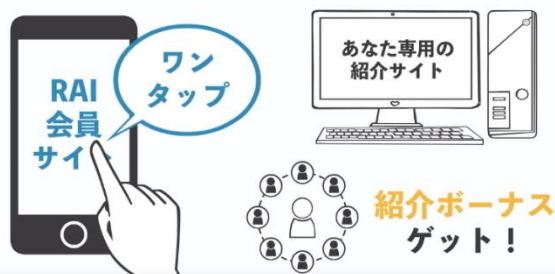 RAI
会員
サイト
ワン
タップ
あなた専用の
紹介サイト
紹介ボーナス
ゲット！